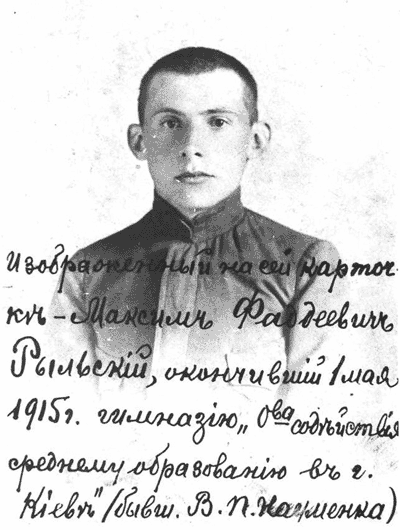 Изображенный на сей карточ
кѣ – Максимъ Фаддеевичъ
Рыльскій, окончившій 1 мая
1915 г. гимназію „О-ва содѣйствія
среднему образованію въ г.
Кіевѣ" (бывш. В. П. Науменка)